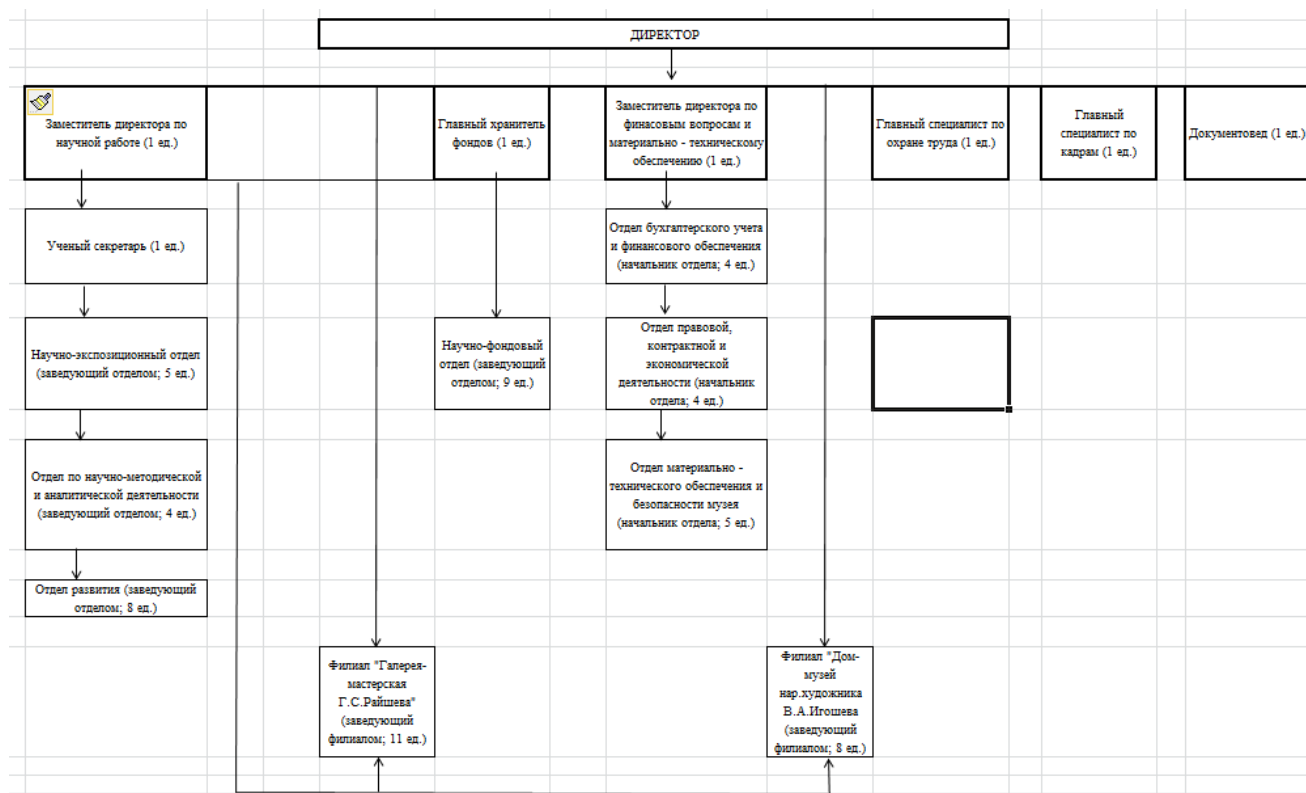 ДИРЕКТОР
Заместитель директора по
научной работе (1 ед.)
Главный хранитель
фондов (1 ед.)
Заместитель директора по
финасовым вопросам и
материально - техническому
обеспечению (1 ед.)
Главный специалист по
охране труда (1 ед.)
Главный
специалист по
кадрам (1 ед.)
Документовед (1 ед.)
Ученый секретарь (1 ед.)
Отдел бухгалтерского учета
и финансового обеспечения
(начальник отдела; 4 ед.)
Научно-экспозиционный отдел
(заведующий отделом; 5 ед.)
Научно-фондовый
отдел (заведующий
отделом; 9 ед.)
Отдел правовой,
контрактной и
экономической
деятельности (начальник
отдела; 4 ед.)
Отдел по научно-методической
и аналитической деятельности
(заведующий отделом; 4 ед.)
Отдел материально -
технического обеспечения и
безопасности музея
(начальник отдела; 5 ед.)
Отдел развития (заведующий
отделом; 8 ед.)
Филиал "Галерея-
мастерская
Г.С.Райшева"
(заведующий
филиалом; 11 ед.)
Филиал "Дом-
музей
нар.художника
В.А.Игошева
(заведующий
филиалом; 8 ед.)